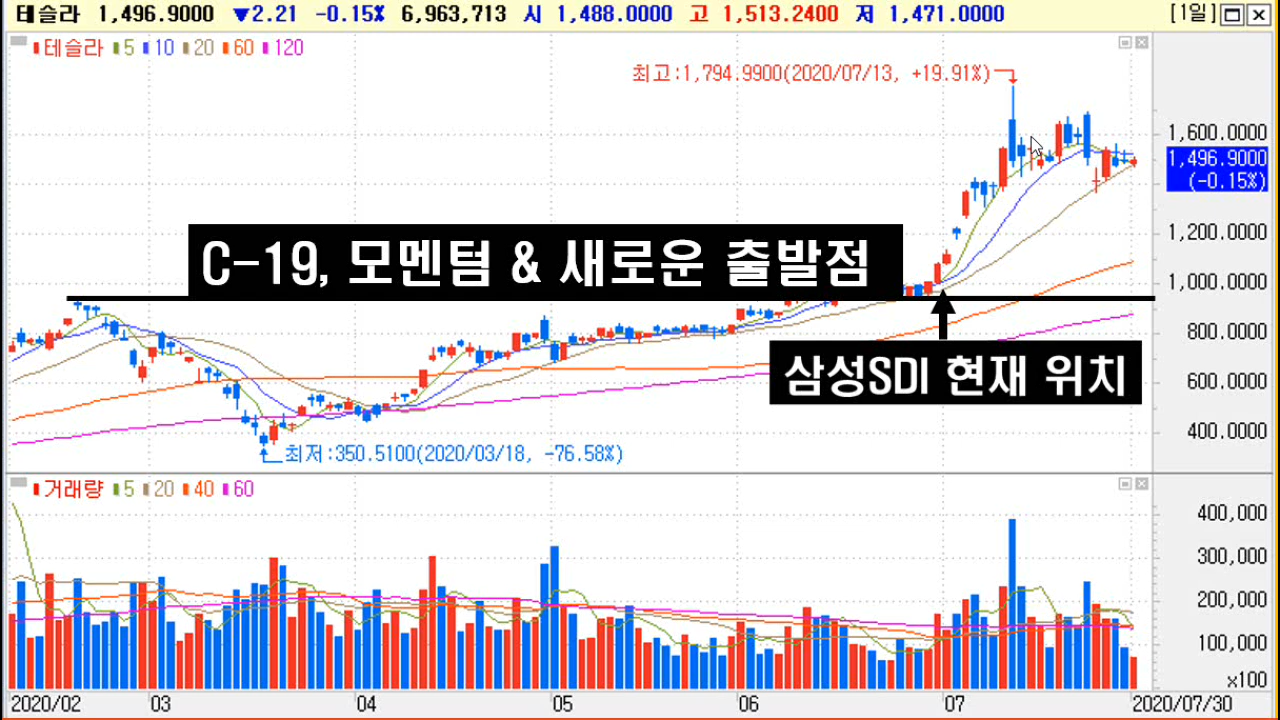 테슬라 1,496.9000 ▼2.21 -0.15% 6,963,713 시 1,488.0000 고 1,513.2400 저 1,471.0000 [1일]
테슬라 5 10 20 60 120
최고:1,794.9900(2020/07/13, +19.91%)
1,600.0000
1,496.9000
(-0.15%)
C-19, 모멘텀 & 새로운 출발점
1,200.0000
1,000.0000
800.0000
삼성SDI 현재 위치
600.0000
400.0000
최저:350.5100(2020/03/18, -76.58%)
거래량 5 20 40 60
400,000
300,000
200,000
100,000
x100
2020/02 03 04 05 06 07 2020/07/30